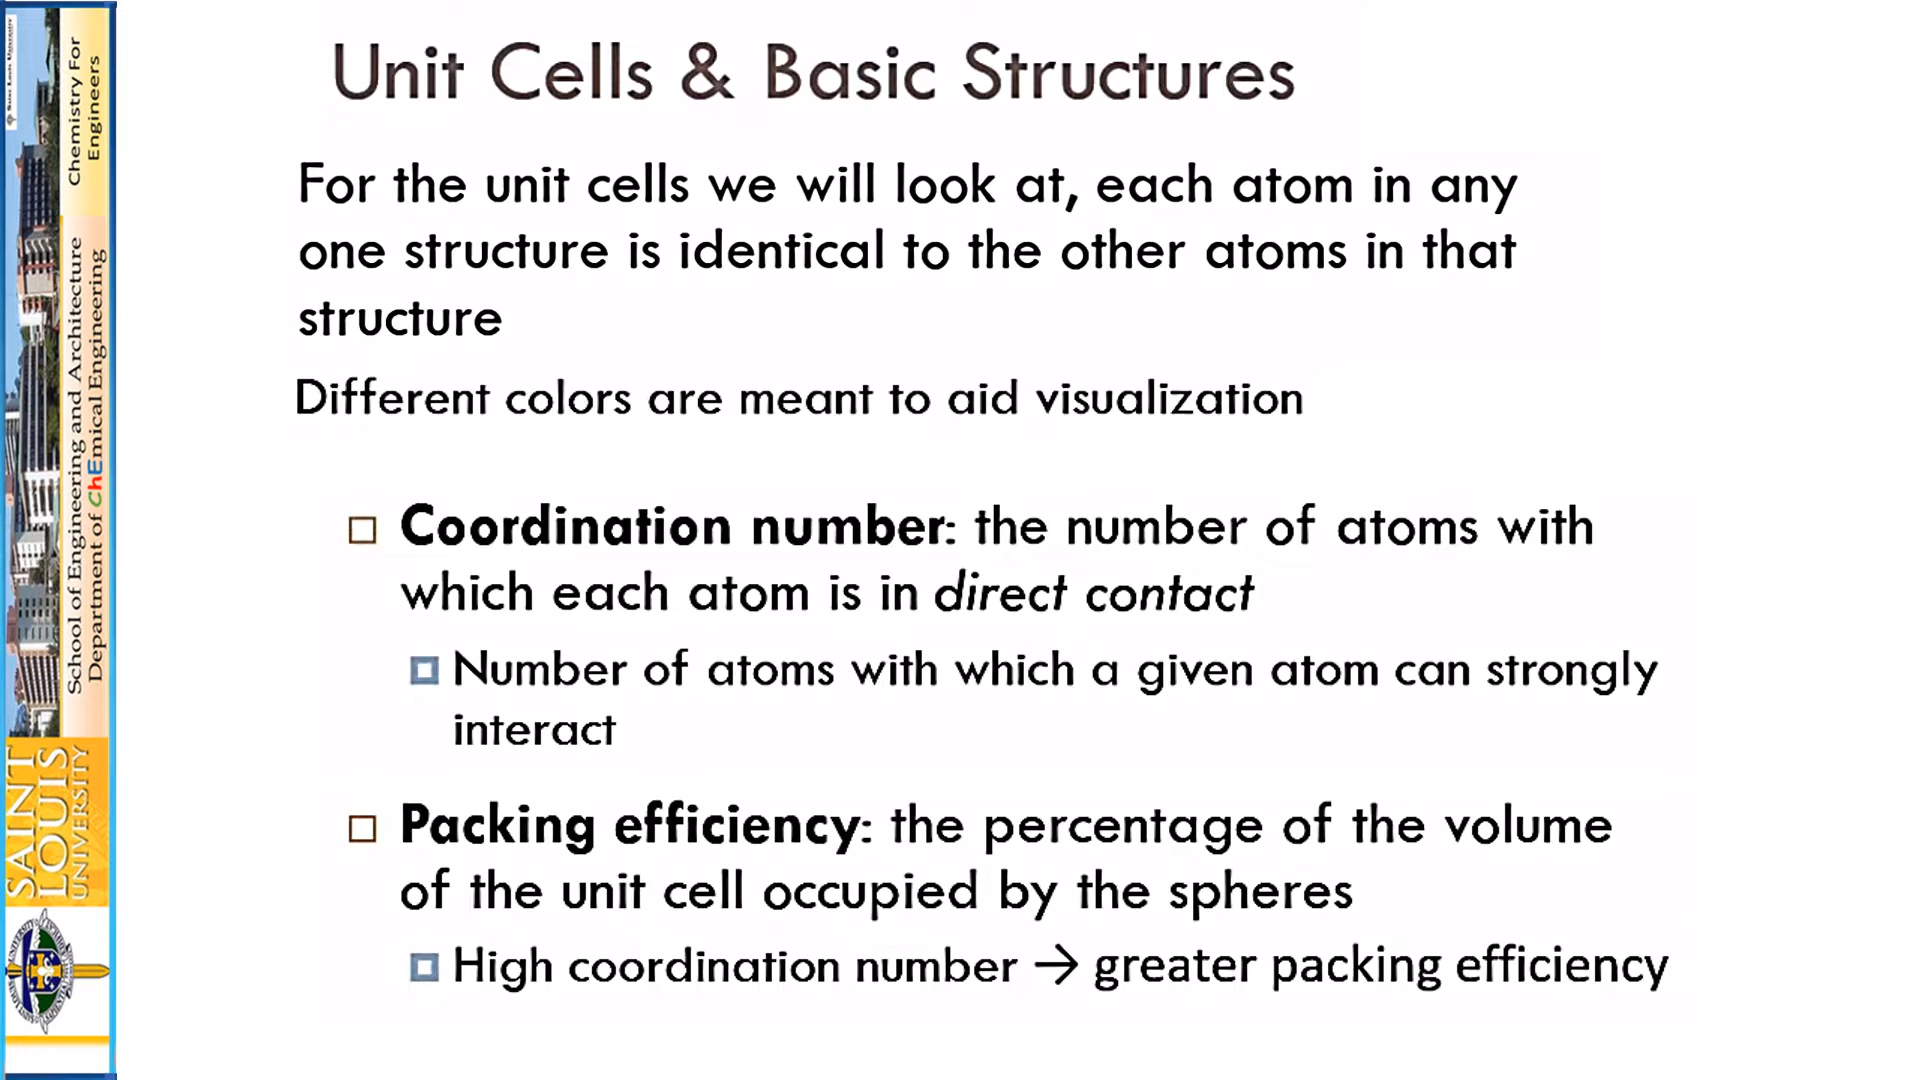 Unit Cells & Basic Structures
For the unit cells we will look at, each atom in any
one structure is identical to the other atoms in that
structure
Different colors are meant to aid visualization
Coordination number: the number of atoms with
which each atom is in direct contact
Number of atoms with which a given atom can strongly
interact
Packing efficiency: the percentage of the volume
of the unit cell occupied by the spheres
High coordination number → greater packing efficiency
Chemistry For
Engineers
School of Engineering and Architecture
Department of ChEmical Engineering
SAINT
LOUIS
UNIVERSITY